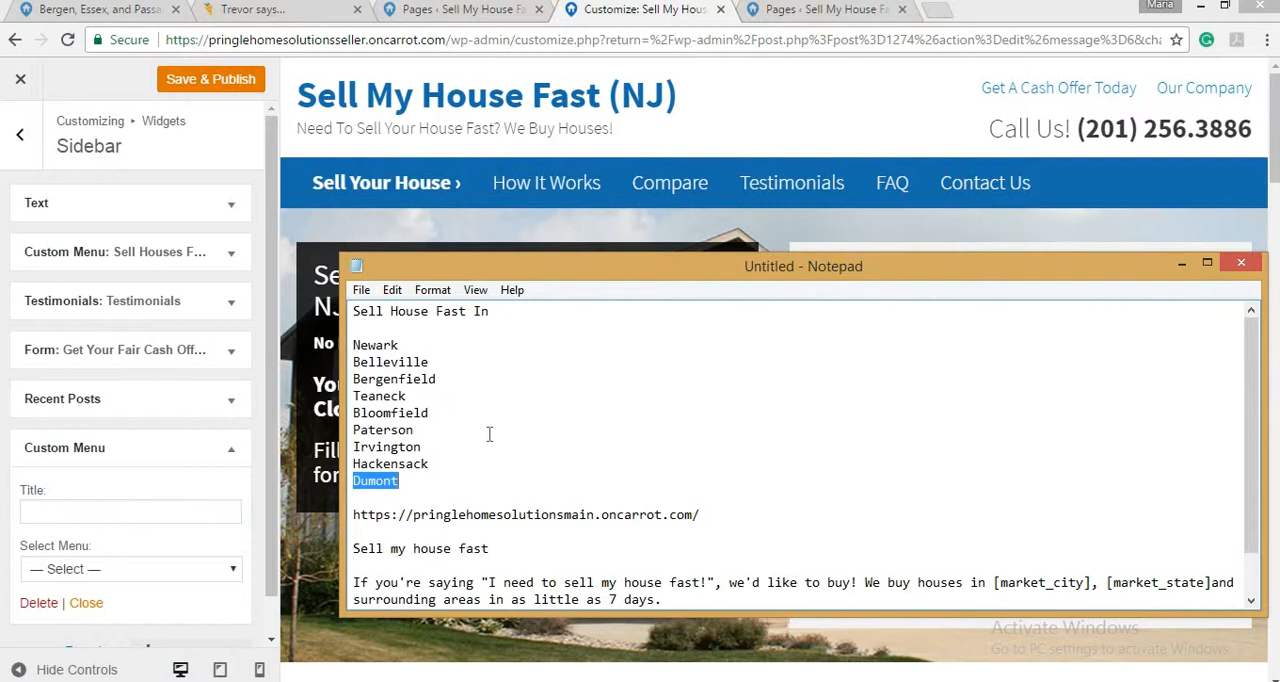 Bergen, Essex, and Passa
Trevor says...
Pages ‹ Sell My House Fa
Customize: Sell My Hous
Pages ‹ Sell My House Fa
Maria
Secure
https://pringlehomesolutionsseller.oncarrot.com/wp-admin/customize.php?return=%2Fwp-admin%2Fpost.php%3Fpost%3D1274%26action%3Dedit%26message%3D6&cha
Save & Publish
Customizing ▸ Widgets
Sidebar
Text
Custom Menu: Sell Houses F...
Testimonials: Testimonials
Form: Get Your Fair Cash Off...
Recent Posts
Custom Menu
Title:
Select Menu:
— Select —
Delete | Close
Hide Controls
Sell My House Fast (NJ)
Need To Sell Your House Fast? We Buy Houses!
Get A Cash Offer Today Our Company
Call Us! (201) 256.3886
Sell Your House › How It Works Compare Testimonials FAQ Contact Us
Se
NJ
No
You
Clo
Fill
for
Untitled - Notepad
File Edit Format View Help
Sell House Fast In
Newark
Belleville
Bergenfield
Teaneck
Bloomfield
Paterson
Irvington
Hackensack
Dumont
https://pringlehomesolutionsmain.oncarrot.com/
Sell my house fast
If you're saying "I need to sell my house fast!", we'd like to buy! We buy houses in [market_city], [market_state]and
surrounding areas in as little as 7 days.
Activate Windows
Go to PC settings to activate Windows.